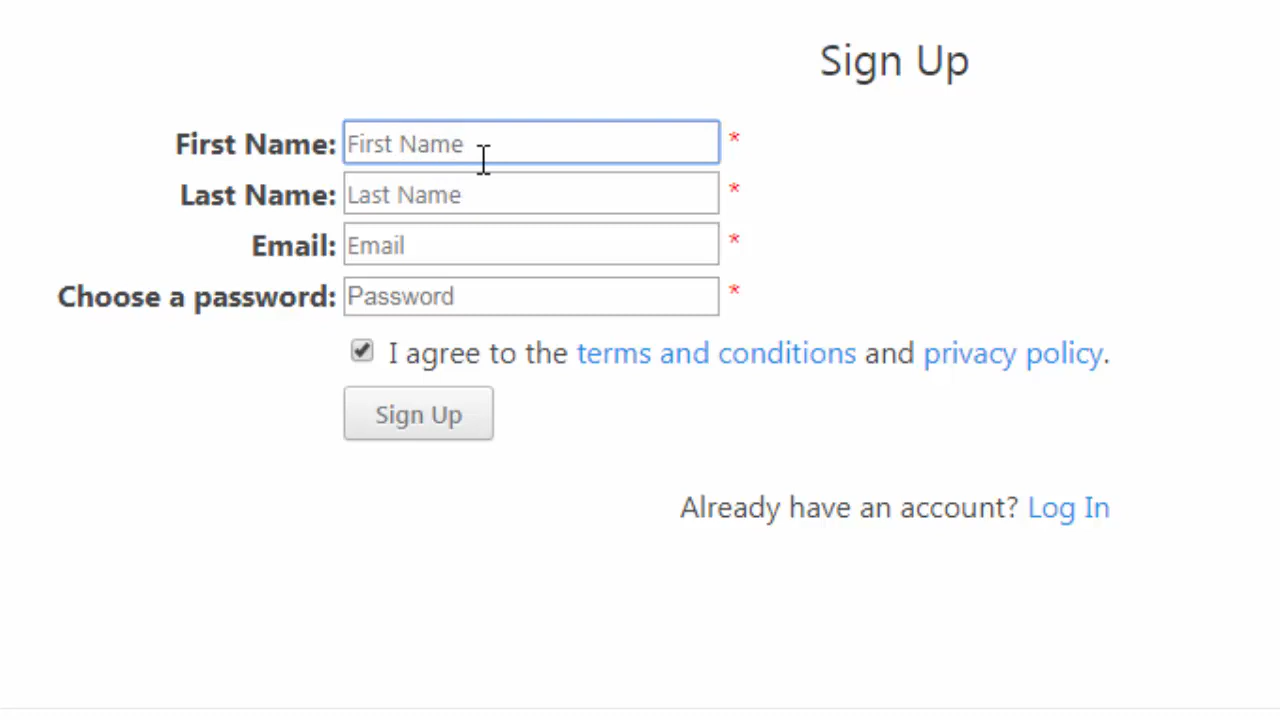 Sign Up
First Name: First Name *
Last Name: Last Name *
Email: Email *
Choose a password: Password *
I agree to the terms and conditions and privacy policy.
Sign Up
Already have an account? Log In